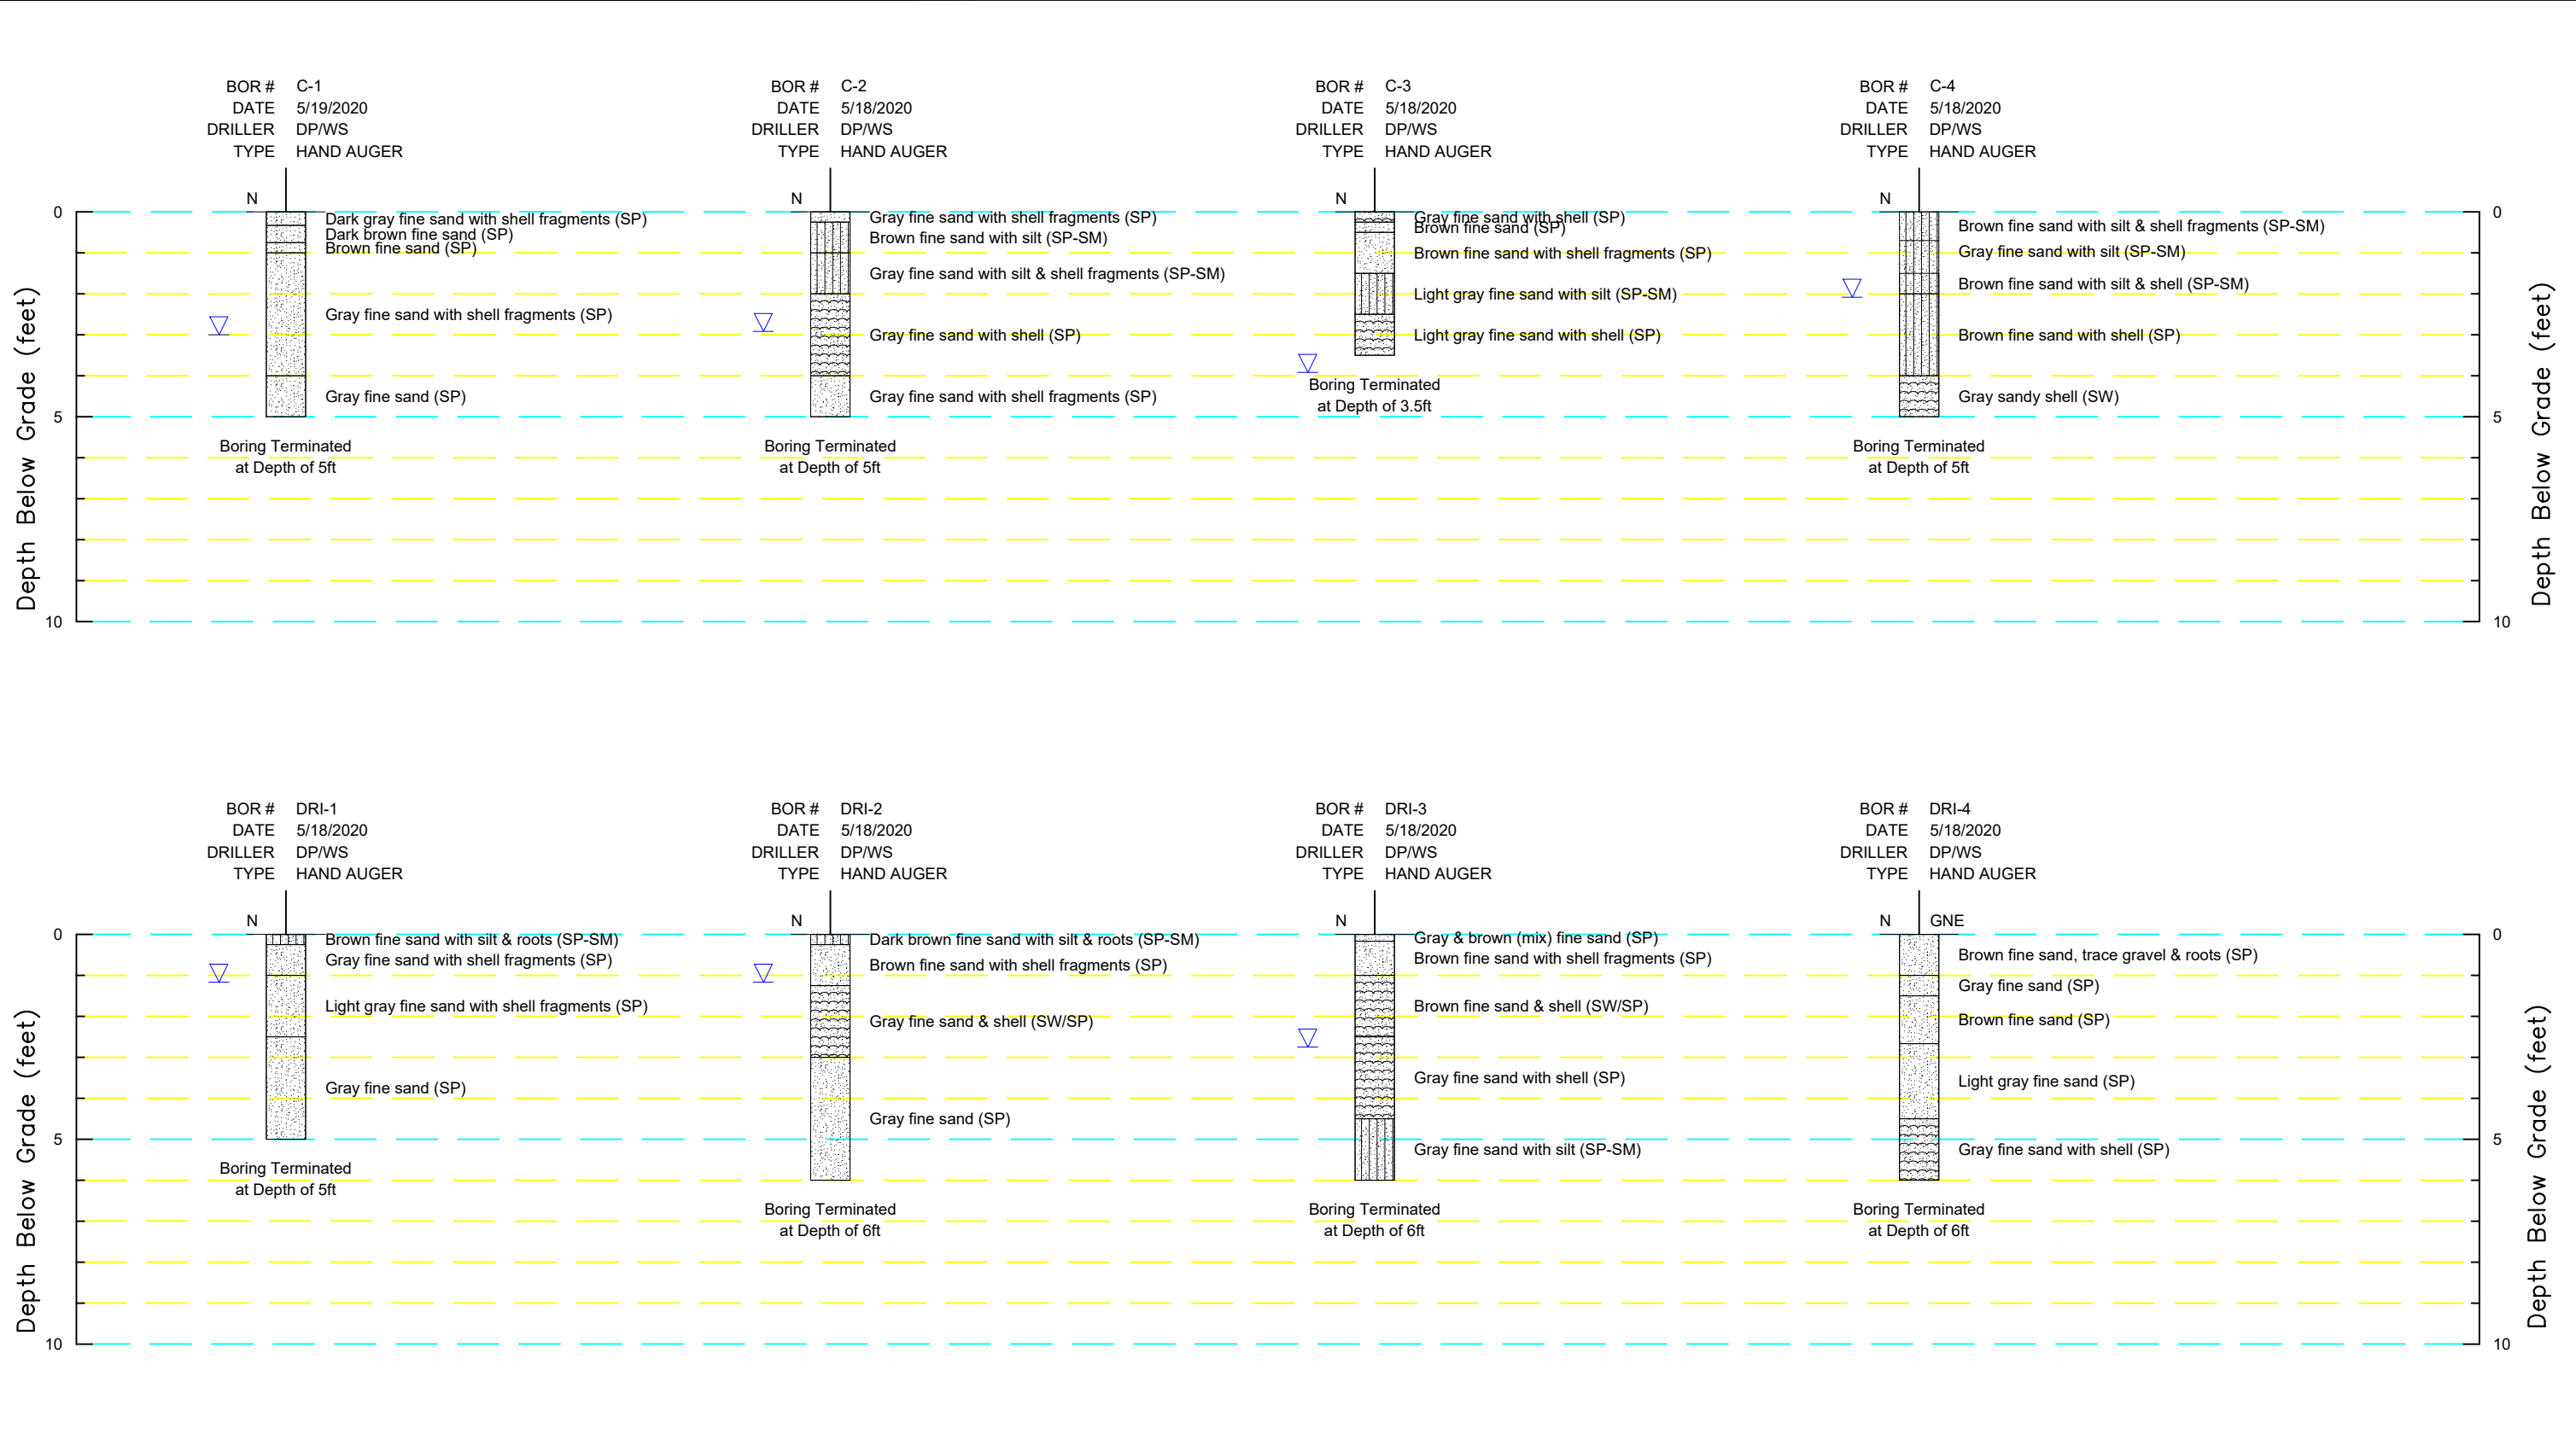 BOR # C-1
DATE 5/19/2020
DRILLER DP/WS
TYPE HAND AUGER
N
Dark gray fine sand with shell fragments (SP)
Dark brown fine sand (SP)
Brown fine sand (SP)
Gray fine sand with shell fragments (SP)
Gray fine sand (SP)
Boring Terminated
at Depth of 5ft
BOR # C-2
DATE 5/18/2020
DRILLER DP/WS
TYPE HAND AUGER
N
Gray fine sand with shell fragments (SP)
Brown fine sand with silt (SP-SM)
Gray fine sand with silt & shell fragments (SP-SM)
Gray fine sand with shell (SP)
Gray fine sand with shell fragments (SP)
Boring Terminated
at Depth of 5ft
BOR # C-3
DATE 5/18/2020
DRILLER DP/WS
TYPE HAND AUGER
N
Gray fine sand with shell (SP)
Brown fine sand (SP)
Brown fine sand with shell fragments (SP)
Light gray fine sand with silt (SP-SM)
Light gray fine sand with shell (SP)
Boring Terminated
at Depth of 3.5ft
BOR # C-4
DATE 5/18/2020
DRILLER DP/WS
TYPE HAND AUGER
N
Brown fine sand with silt & shell fragments (SP-SM)
Gray fine sand with silt (SP-SM)
Brown fine sand with silt & shell (SP-SM)
Brown fine sand with shell (SP)
Gray sandy shell (SW)
Boring Terminated
at Depth of 5ft
Depth Below Grade (feet)
0
5
10
Depth Below Grade (feet)
0
5
10
BOR # DRI-1
DATE 5/18/2020
DRILLER DP/WS
TYPE HAND AUGER
N
Brown fine sand with silt & roots (SP-SM)
Gray fine sand with shell fragments (SP)
Light gray fine sand with shell fragments (SP)
Gray fine sand (SP)
Boring Terminated
at Depth of 5ft
BOR # DRI-2
DATE 5/18/2020
DRILLER DP/WS
TYPE HAND AUGER
N
Dark brown fine sand with silt & roots (SP-SM)
Brown fine sand with shell fragments (SP)
Gray fine sand & shell (SW/SP)
Gray fine sand (SP)
Boring Terminated
at Depth of 6ft
BOR # DRI-3
DATE 5/18/2020
DRILLER DP/WS
TYPE HAND AUGER
N
Gray & brown (mix) fine sand (SP)
Brown fine sand with shell fragments (SP)
Brown fine sand & shell (SW/SP)
Gray fine sand with shell (SP)
Gray fine sand with silt (SP-SM)
Boring Terminated
at Depth of 6ft
BOR # DRI-4
DATE 5/18/2020
DRILLER DP/WS
TYPE HAND AUGER
N GNE
Brown fine sand, trace gravel & roots (SP)
Gray fine sand (SP)
Brown fine sand (SP)
Light gray fine sand (SP)
Gray fine sand with shell (SP)
Boring Terminated
at Depth of 6ft
Depth Below Grade (feet)
0
5
10
Depth Below Grade (feet)
0
5
10